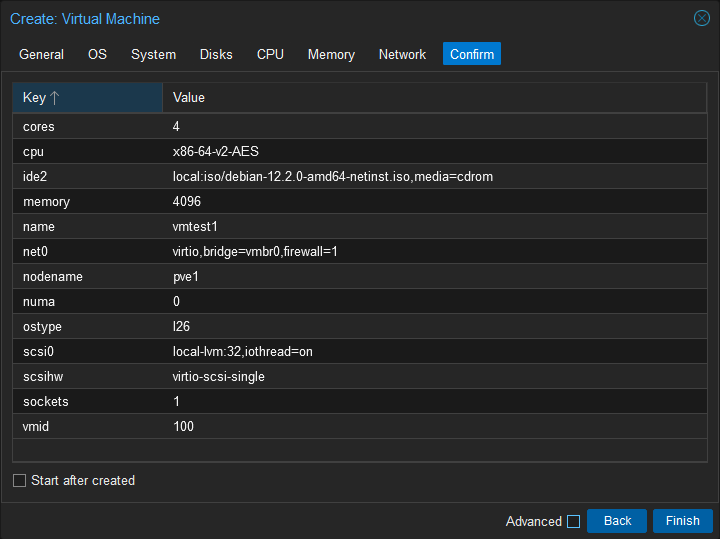 Create: Virtual Machine
General OS System Disks CPU Memory Network Confirm
Key Value
cores 4
cpu x86-64-v2-AES
ide2 local:iso/debian-12.2.0-amd64-netinst.iso,media=cdrom
memory 4096
name vmtest1
net0 virtio,bridge=vmbr0,firewall=1
nodename pve1
numa 0
ostype l26
scsi0 local-lvm:32,iothread=on
scsihw virtio-scsi-single
sockets 1
vmid 100
Start after created
Advanced Back Finish